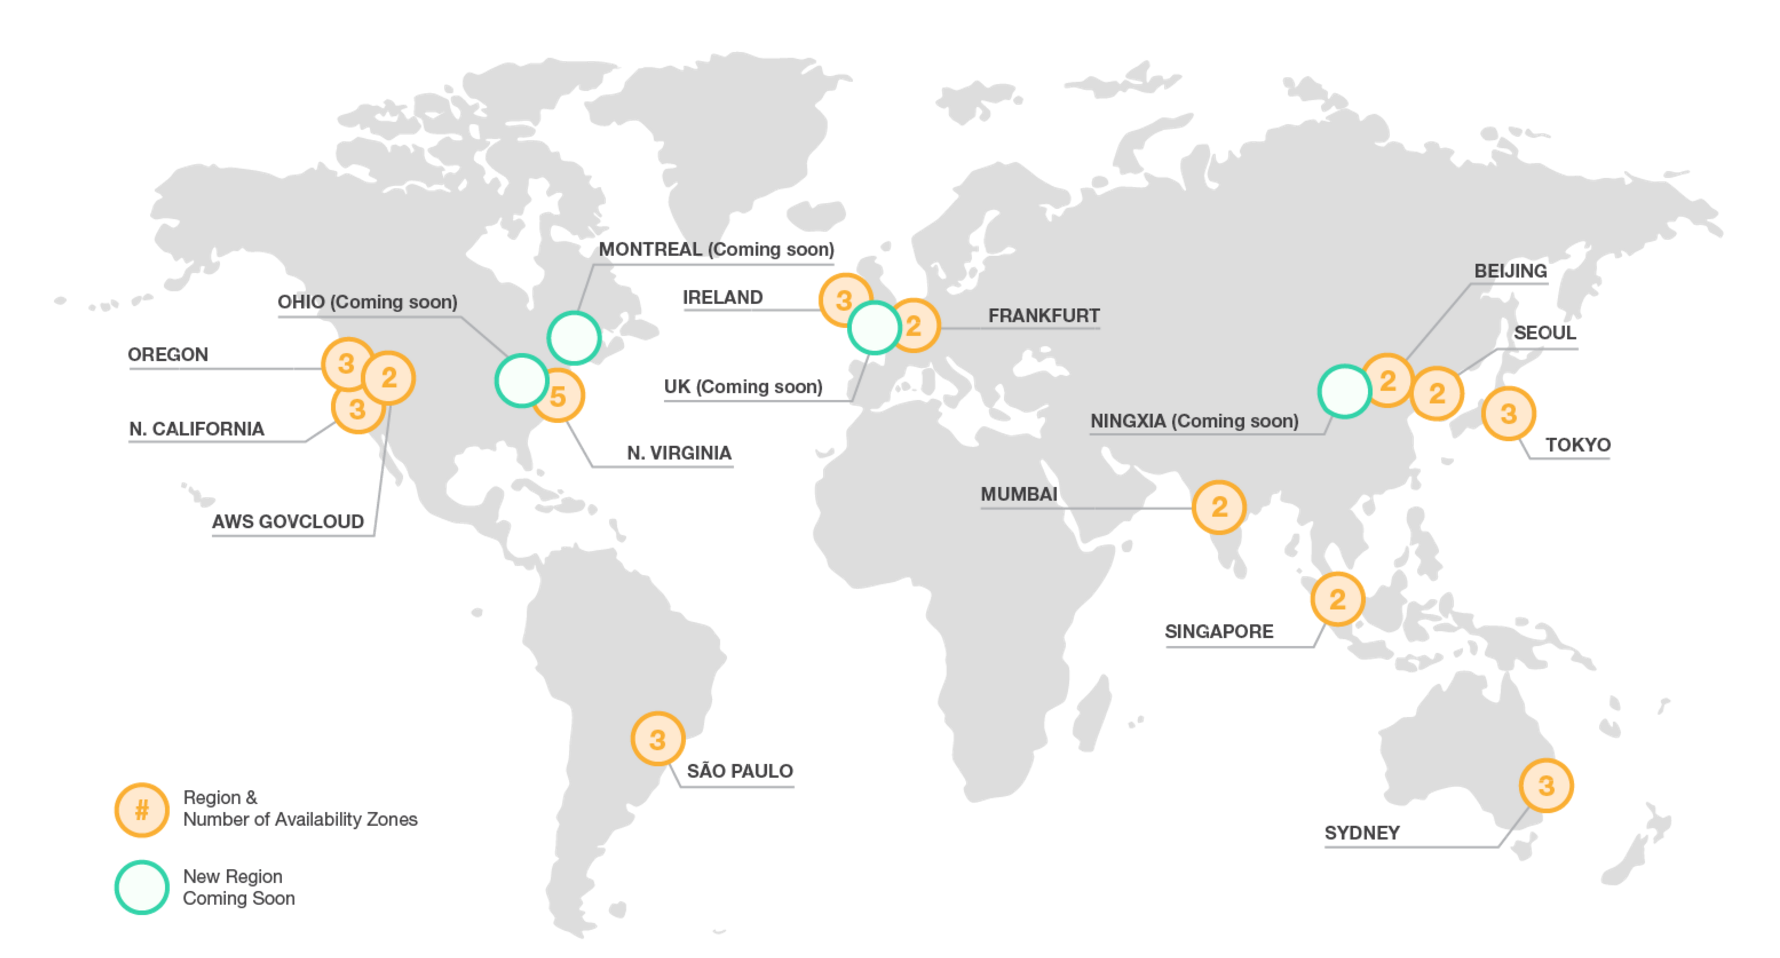 MONTREAL (Coming soon)
BEIJING
IRELAND
3
OHIO (Coming soon)
FRANKFURT
2
SEOUL
OREGON
3
2
UK (Coming soon)
2
2
5
3
N. CALIFORNIA
3
NINGXIA (Coming soon)
TOKYO
N. VIRGINIA
MUMBAI
2
AWS GOVCLOUD
2
SINGAPORE
3
SÃO PAULO
3
SYDNEY
#
Region &
Number of Availability Zones
New Region
Coming Soon